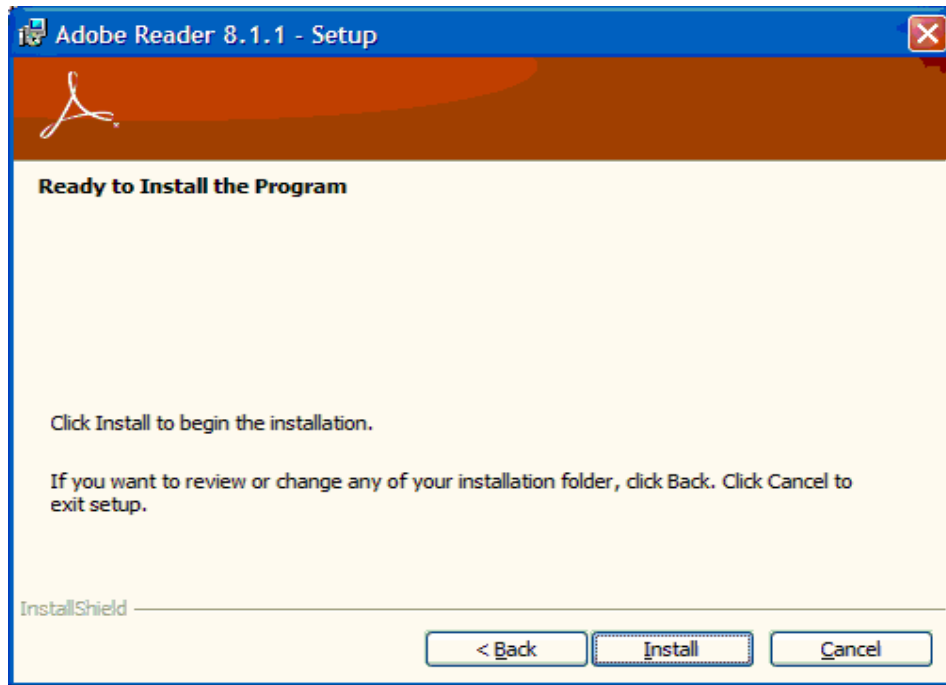 Adobe Reader 8.1.1 - Setup
Ready to Install the Program
Click Install to begin the installation.
If you want to review or change any of your installation folder, click Back. Click Cancel to
exit setup.
InstallShield
< Back
Install
Cancel